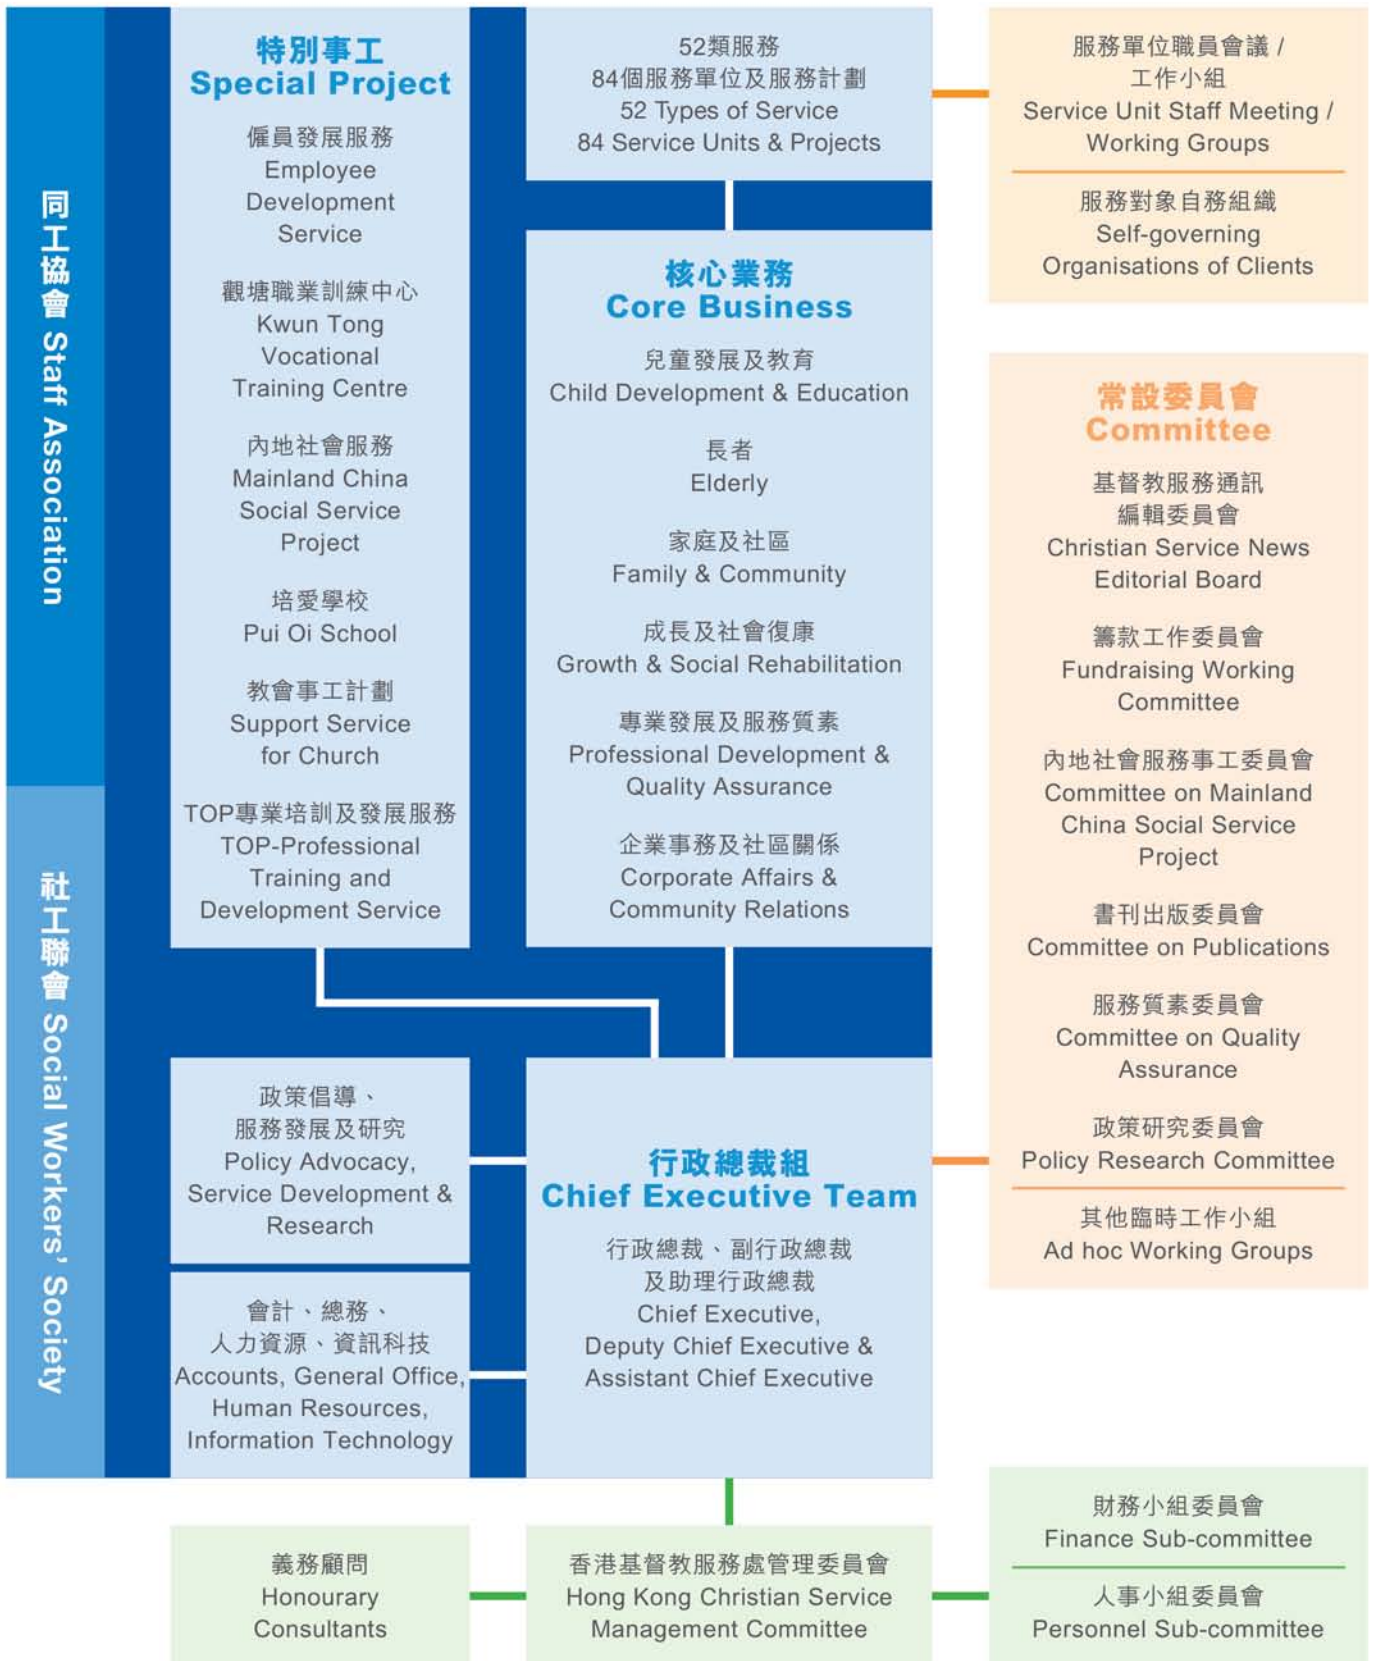 同工協會 Staff Association
社工聯會 Social Workers' Society
特別事工
Special Project
僱員發展服務
Employee
Development
Service
觀塘職業訓練中心
Kwun Tong
Vocational
Training Centre
內地社會服務
Mainland China
Social Service
Project
培愛學校
Pui Oi School
教會事工計劃
Support Service
for Church
TOP專業培訓及發展服務
TOP-Professional
Training and
Development Service
52類服務
84個服務單位及服務計劃
52 Types of Service
84 Service Units & Projects
核心業務
Core Business
兒童發展及教育
Child Development & Education
長者
Elderly
家庭及社區
Family & Community
成長及社會復康
Growth & Social Rehabilitation
專業發展及服務質素
Professional Development &
Quality Assurance
企業事務及社區關係
Corporate Affairs &
Community Relations
服務單位職員會議 /
工作小組
Service Unit Staff Meeting /
Working Groups
服務對象自務組織
Self-governing
Organisations of Clients
常設委員會
Committee
基督教服務通訊
編輯委員會
Christian Service News
Editorial Board
籌款工作委員會
Fundraising Working
Committee
內地社會服務事工委員會
Committee on Mainland
China Social Service
Project
書刊出版委員會
Committee on Publications
服務質素委員會
Committee on Quality
Assurance
政策研究委員會
Policy Research Committee
其他臨時工作小組
Ad hoc Working Groups
政策倡導、
服務發展及研究
Policy Advocacy,
Service Development &
Research
會計、總務、
人力資源、資訊科技
Accounts, General Office,
Human Resources,
Information Technology
行政總裁組
Chief Executive Team
行政總裁、副行政總裁
及助理行政總裁
Chief Executive,
Deputy Chief Executive &
Assistant Chief Executive
義務顧問
Honourary
Consultants
香港基督教服務處管理委員會
Hong Kong Christian Service
Management Committee
財務小組委員會
Finance Sub-committee
人事小組委員會
Personnel Sub-committee